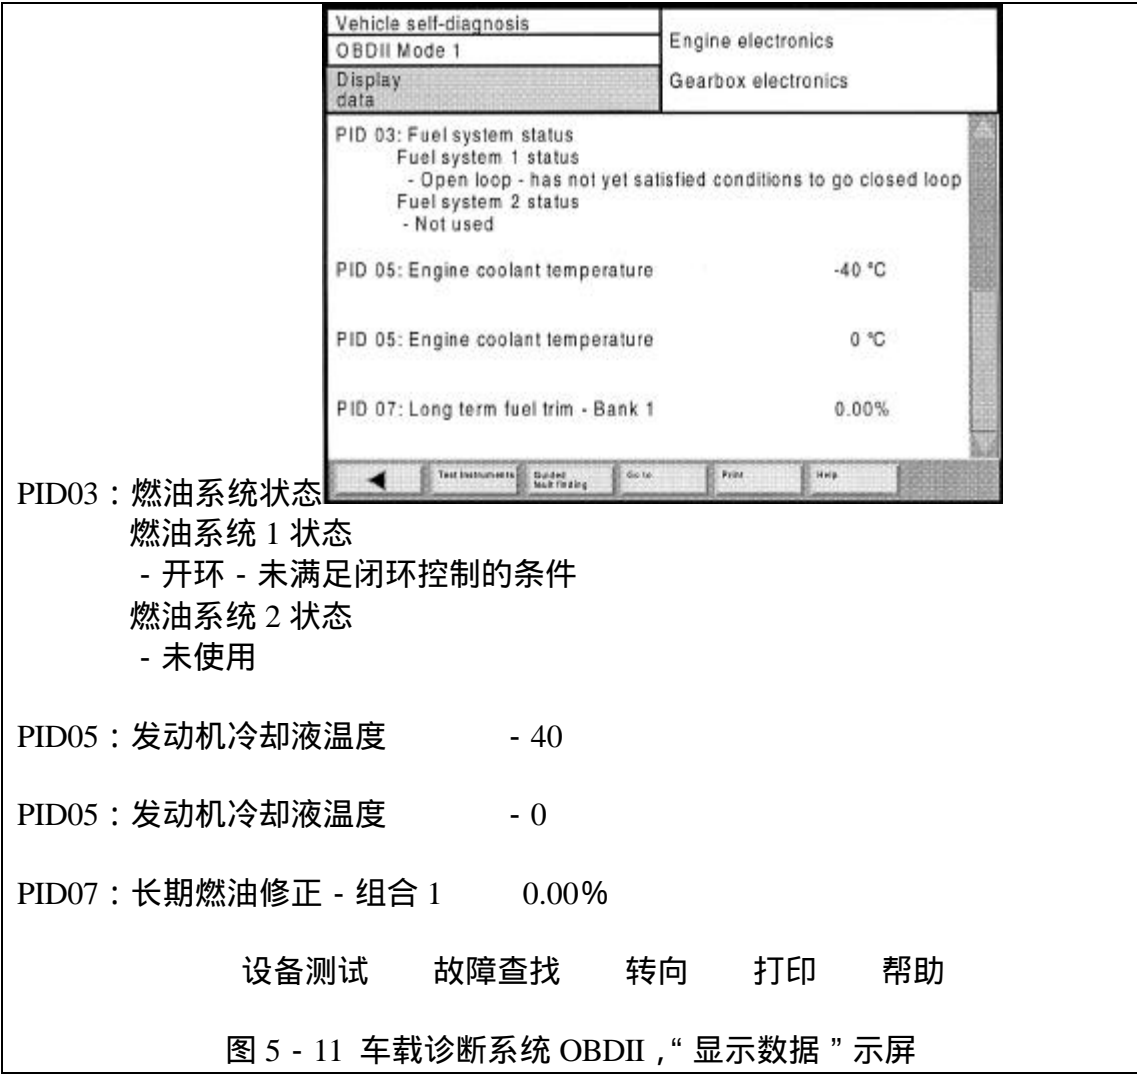 Vehicle self-diagnosis
OBDII Mode 1
Display
data
Engine electronics
Gearbox electronics
PID 03: Fuel system status
Fuel system 1 status
- Open loop - has not yet satisfied conditions to go closed loop
Fuel system 2 status
- Not used
PID 05: Engine coolant temperature -40 °C
PID 05: Engine coolant temperature 0 °C
PID 07: Long term fuel trim - Bank 1 0.00%
Test instruments
Guided
fault finding
Go to
Print
Help
PID03：燃油系统状态
燃油系统 1 状态
- 开环 - 未满足闭环控制的条件
燃油系统 2 状态
- 未使用
PID05：发动机冷却液温度 - 40
PID05：发动机冷却液温度 - 0
PID07：长期燃油修正 - 组合 1 0.00%
设备测试 故障查找 转向 打印 帮助
图 5 - 11 车载诊断系统 OBDII，“显示数据”示屏